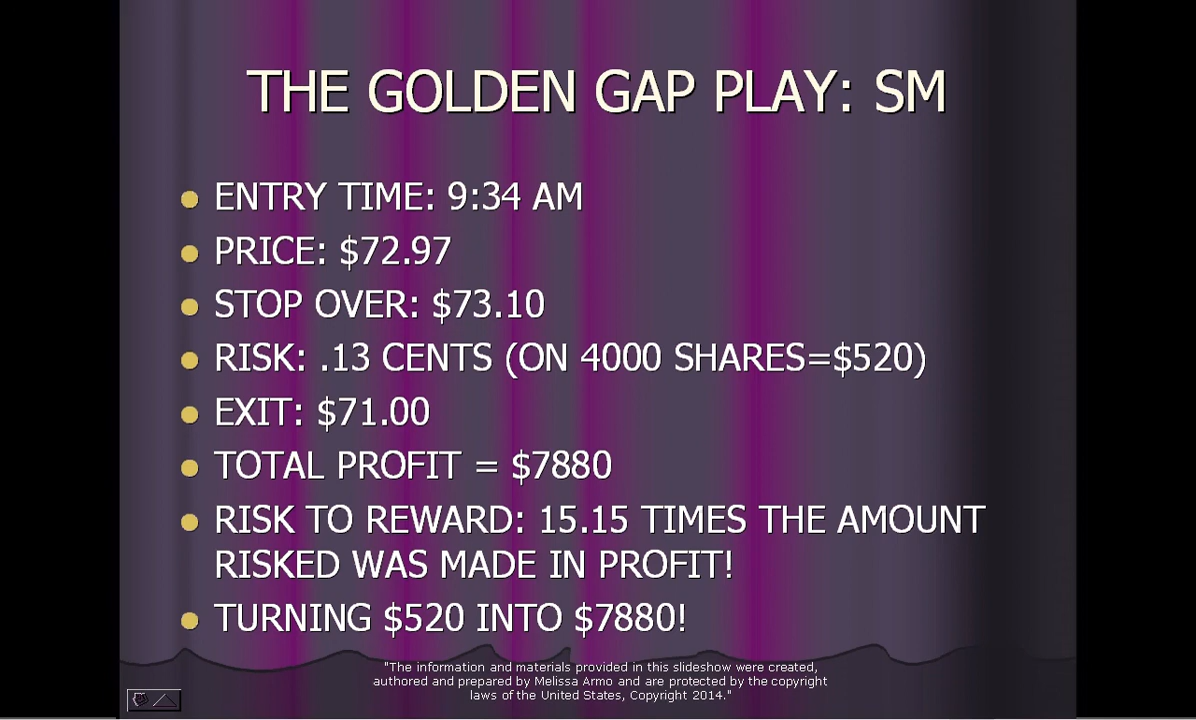 THE GOLDEN GAP PLAY: SM
ENTRY TIME: 9:34 AM
PRICE: $72.97
STOP OVER: $73.10
RISK: .13 CENTS (ON 4000 SHARES=$520)
EXIT: $71.00
TOTAL PROFIT = $7880
RISK TO REWARD: 15.15 TIMES THE AMOUNT
RISKED WAS MADE IN PROFIT!
TURNING $520 INTO $7880!
"The information and materials provided in this slideshow were created,
authored and prepared by Melissa Armo and are protected by the copyright
laws of the United States, Copyright 2014."